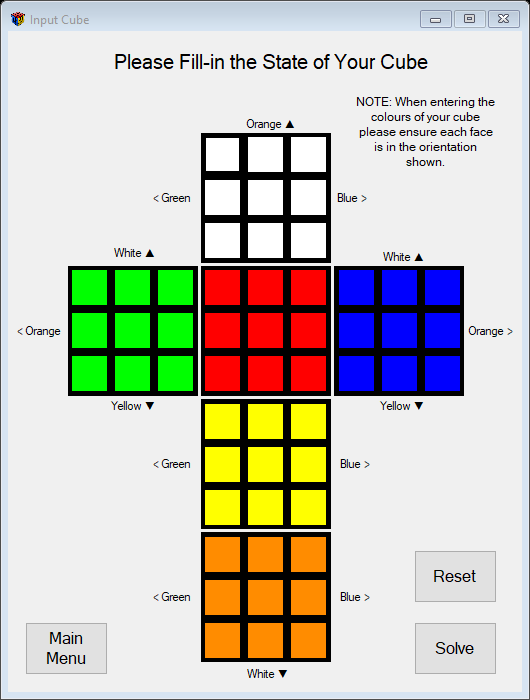 Input Cube
Please Fill-in the State of Your Cube
NOTE: When entering the
colours of your cube
please ensure each face
is in the orientation
shown.
Orange ▲
< Green
Blue >
White ▲
White ▲
< Orange
Orange >
Yellow ▼
Yellow ▼
< Green
Blue >
< Green
Blue >
Reset
Main
Menu
Solve
White ▼